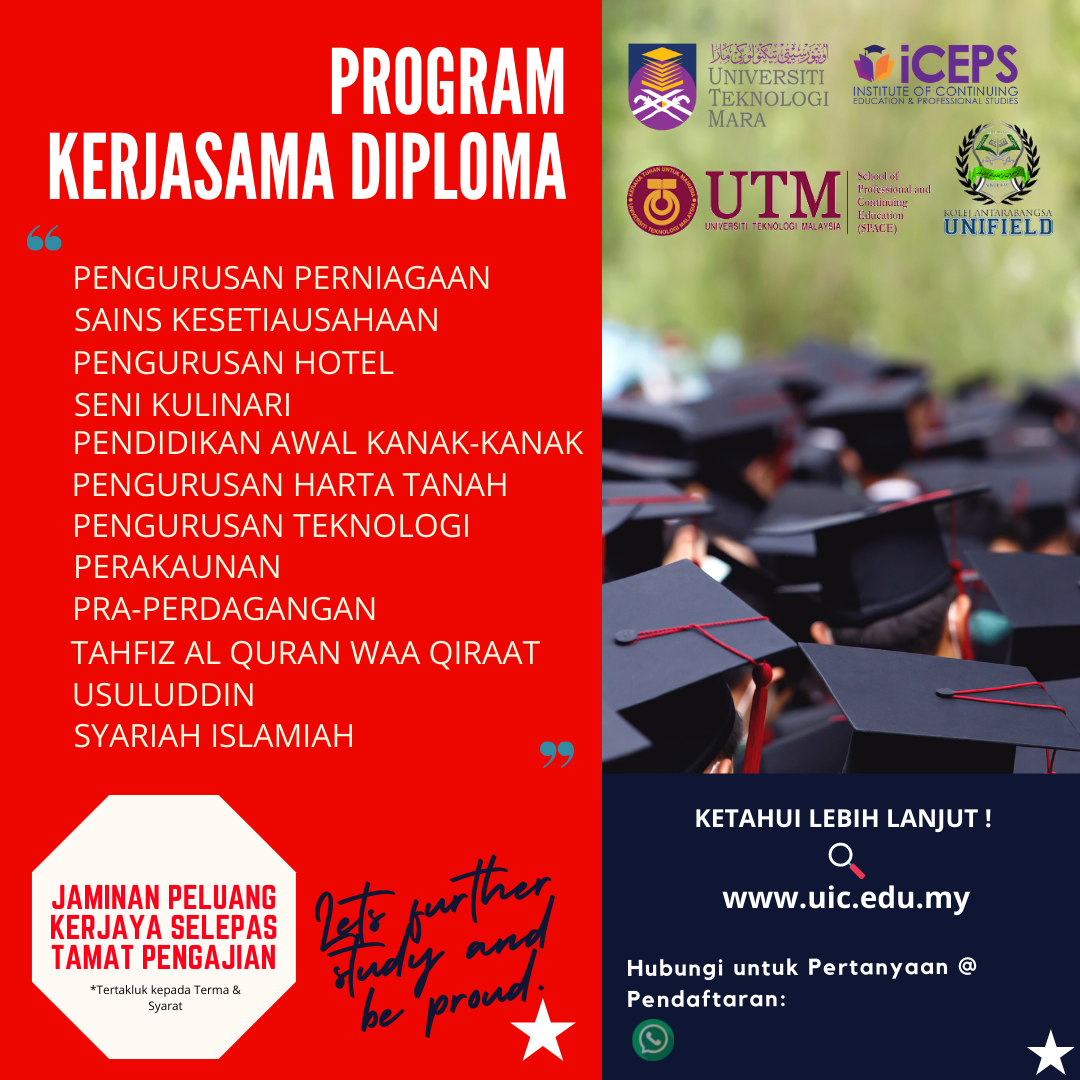 PROGRAM
KERJASAMA DIPLOMA
“
PENGURUSAN PERNIAGAAN
SAINS KESETIAUSAHAAN
PENGURUSAN HOTEL
SENI KULINARI
PENDIDIKAN AWAL KANAK-KANAK
PENGURUSAN HARTA TANAH
PENGURUSAN TEKNOLOGI
PERAKAUNAN
PRA-PERDAGANGAN
TAHFIZ AL QURAN WAA QIRAAT
USULUDDIN
SYARIAH ISLAMIAH
”
JAMINAN PELUANG
KERJAYA SELEPAS
TAMAT PENGAJIAN
*Tertakluk kepada Terma &
Syarat
Lets further
study and
be proud.
اونيۏرسيتي تيكنولوكي مارا
UNIVERSITI
TEKNOLOGI
MARA
iCEPS
INSTITUTE OF CONTINUING
EDUCATION & PROFESSIONAL STUDIES
UTM
UNIVERSITI TEKNOLOGI MALAYSIA
School of
Professional and
Continuing
Education
(SPACE)
KOLEJ ANTARABANGSA
UNIFIELD
KETAHUI LEBIH LANJUT !
www.uic.edu.my
Hubungi untuk Pertanyaan @
Pendaftaran: